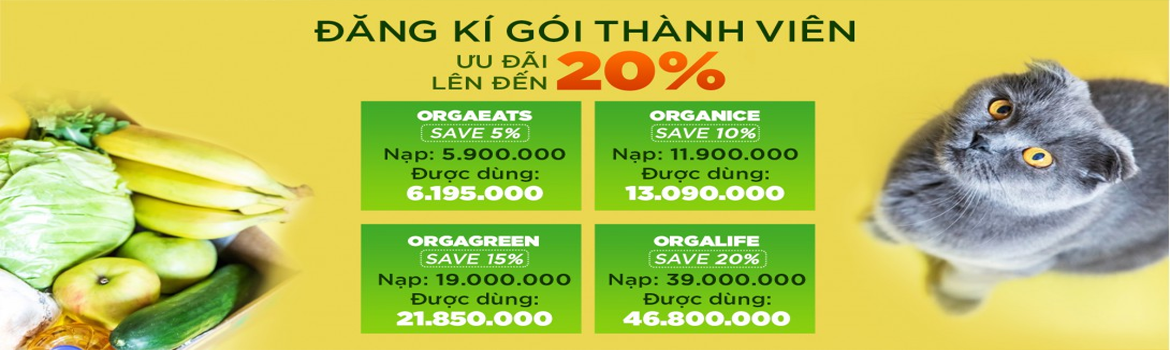 ĐĂNG KÍ GÓI THÀNH VIÊN
ƯU ĐÃI
LÊN ĐẾN
20%
ORGAEATS
SAVE 5%
Nạp: 5.900.000
Được dùng:
6.195.000
ORGANICE
SAVE 10%
Nạp: 11.900.000
Được dùng:
13.090.000
ORGAGREEN
SAVE 15%
Nạp: 19.000.000
Được dùng:
21.850.000
ORGALIFE
SAVE 20%
Nạp: 39.000.000
Được dùng:
46.800.000